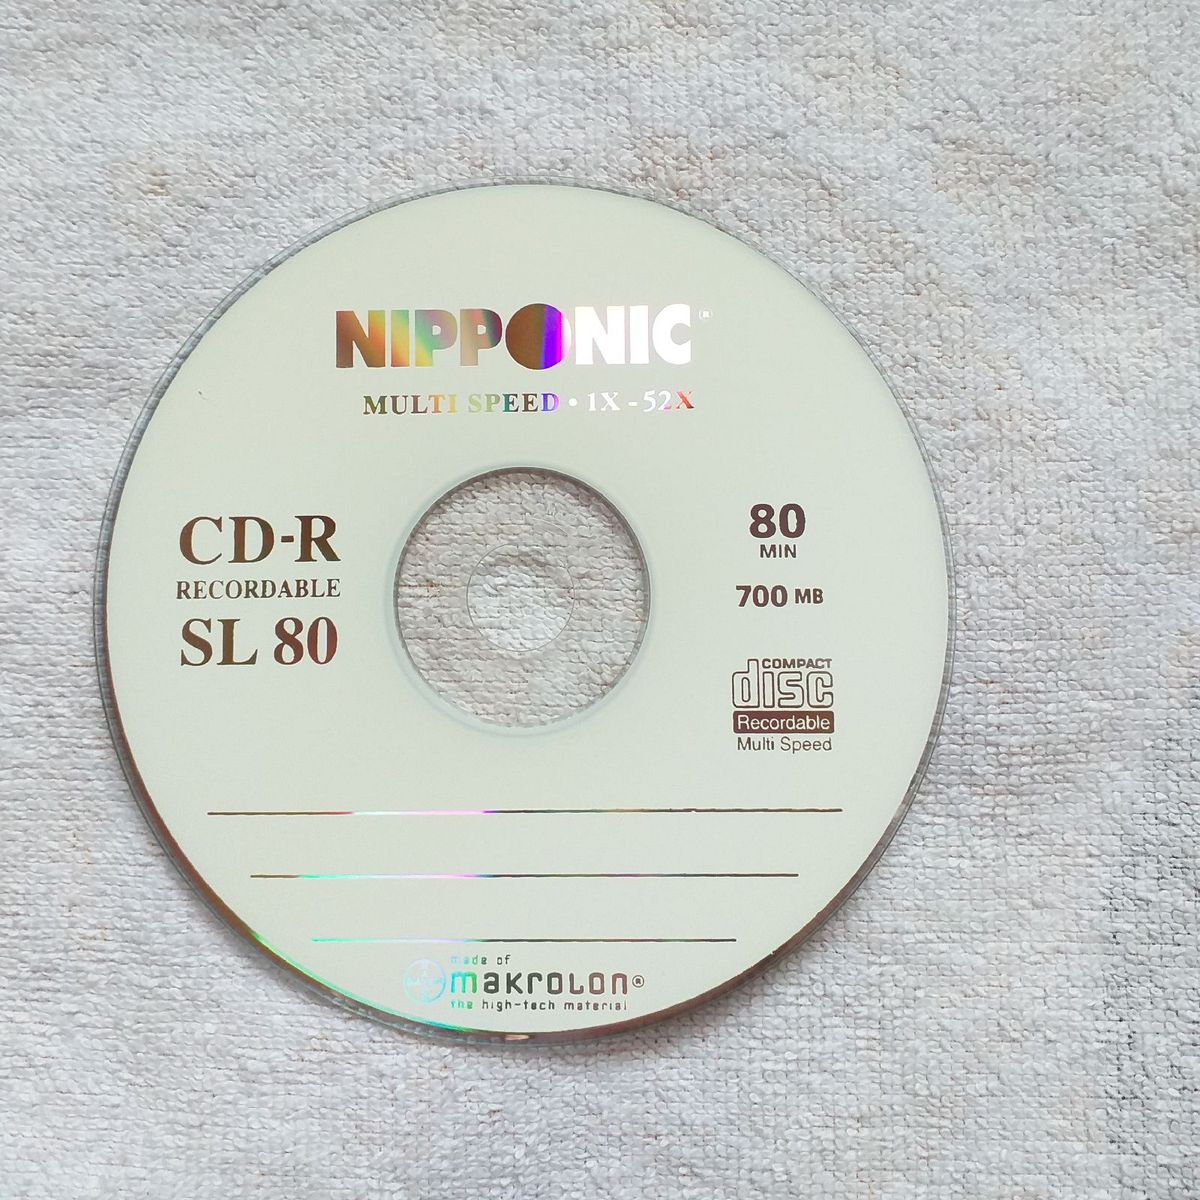 NIPPONIC®
MULTI SPEED • 1X - 52X
CD-R
RECORDABLE
SL 80
80
MIN
700 MB
COMPACT
disc
Recordable
Multi Speed
made of
makrolon®
the high-tech material
BAYER